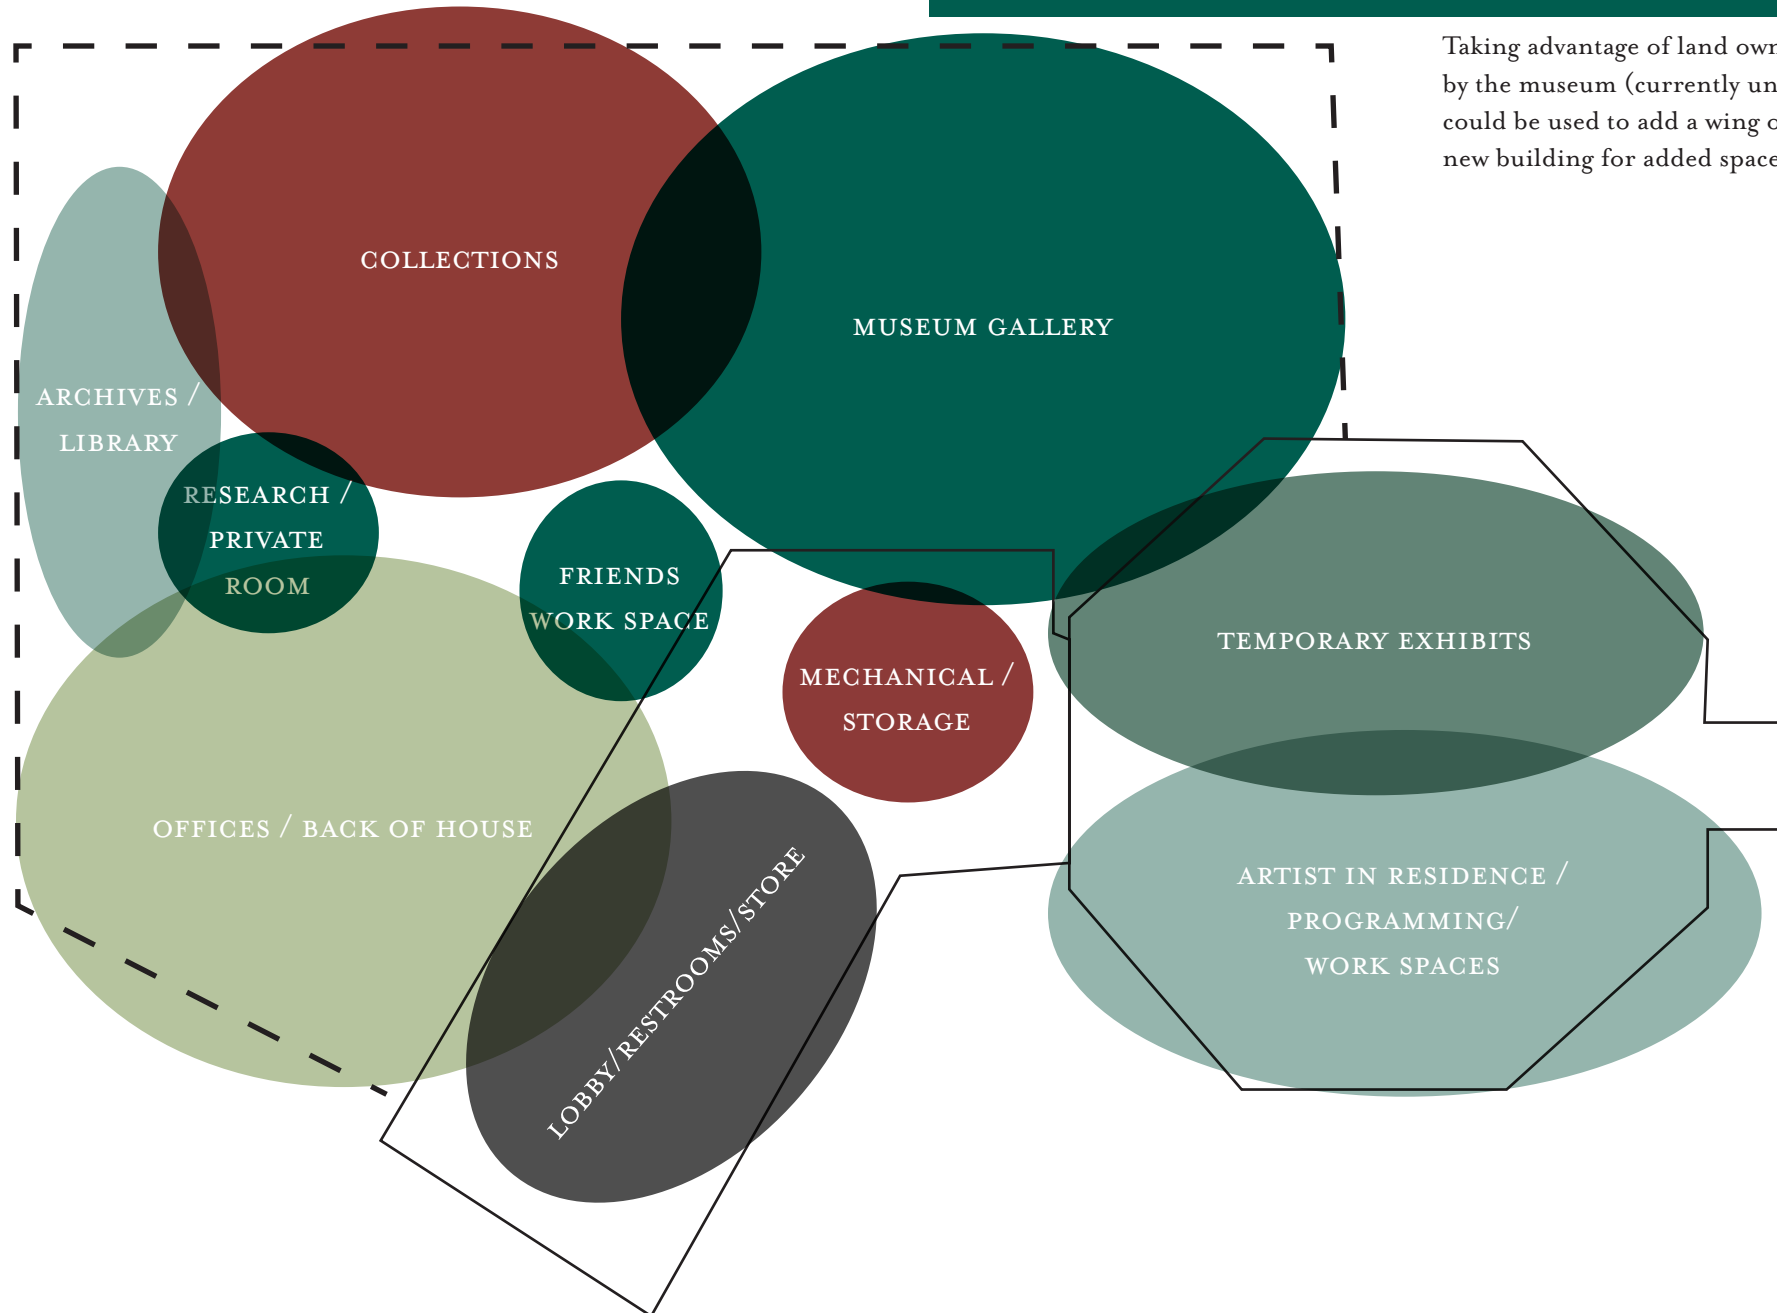 Taking advantage of land own
by the museum (currently un
could be used to add a wing o
new building for added space
COLLECTIONS
MUSEUM GALLERY
ARCHIVES /
LIBRARY
RESEARCH /
PRIVATE
ROOM
FRIENDS
WORK SPACE
TEMPORARY EXHIBITS
MECHANICAL /
STORAGE
OFFICES / BACK OF HOUSE
LOBBY/RESTROOMS/STORE
ARTIST IN RESIDENCE /
PROGRAMMING/
WORK SPACES